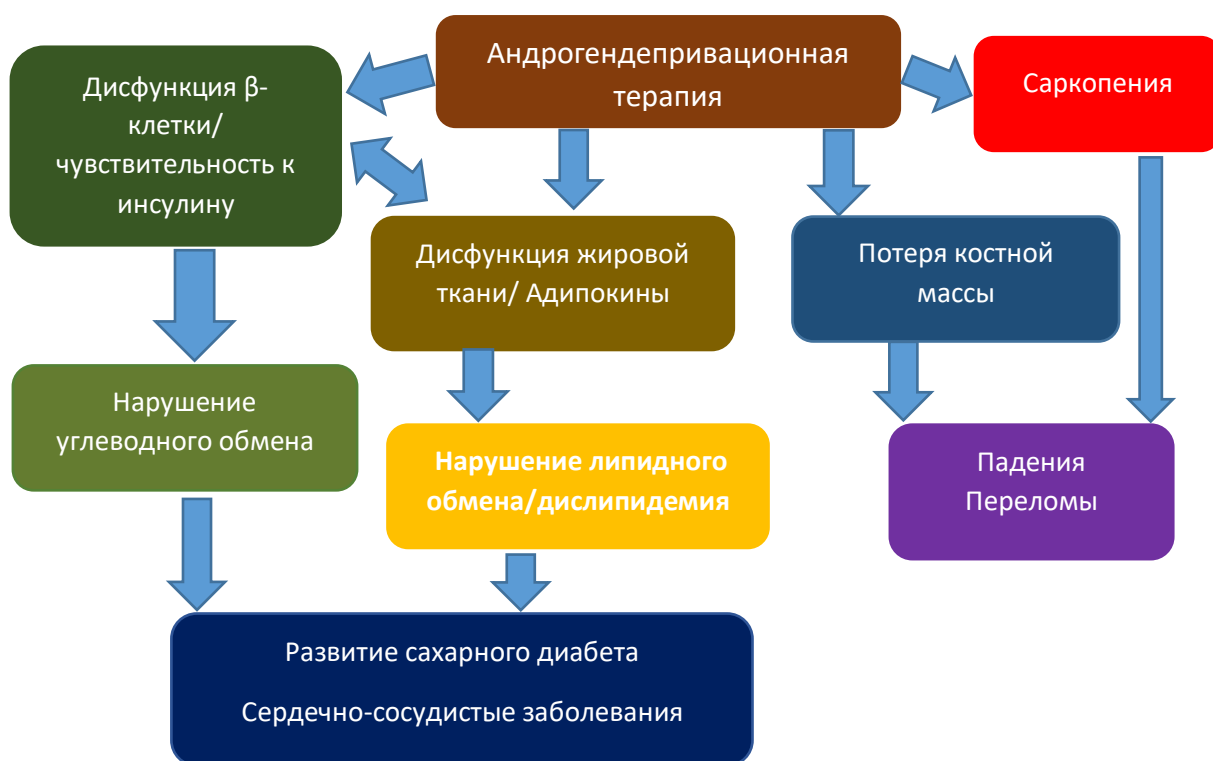 Андрогендепривационная
терапия
Дисфункция β-
клетки/
чувствительность к
инсулину
Саркопения
Дисфункция жировой
ткани/ Адипокины
Потеря костной
массы
Нарушение
углеводного обмена
Нарушение липидного
обмена/дислипидемия
Падения
Переломы
Развитие сахарного диабета
Сердечно-сосудистые заболевания